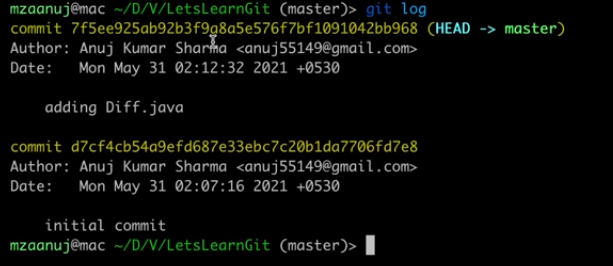 mzaanuj@mac ~/D/V/LetsLearnGit (master)> git log
commit 7f5ee925ab92b3f9a8a5e576f7bf1091042bb968 (HEAD -> master)
Author: Anuj Kumar Sharma <anuj55149@gmail.com>
Date:   Mon May 31 02:12:32 2021 +0530
adding Diff.java
commit d7cf4cb54a9efd687e33ebc7c20b1da7706fd7e8
Author: Anuj Kumar Sharma <anuj55149@gmail.com>
Date:   Mon May 31 02:07:16 2021 +0530
initial commit
mzaanuj@mac ~/D/V/LetsLearnGit (master)>